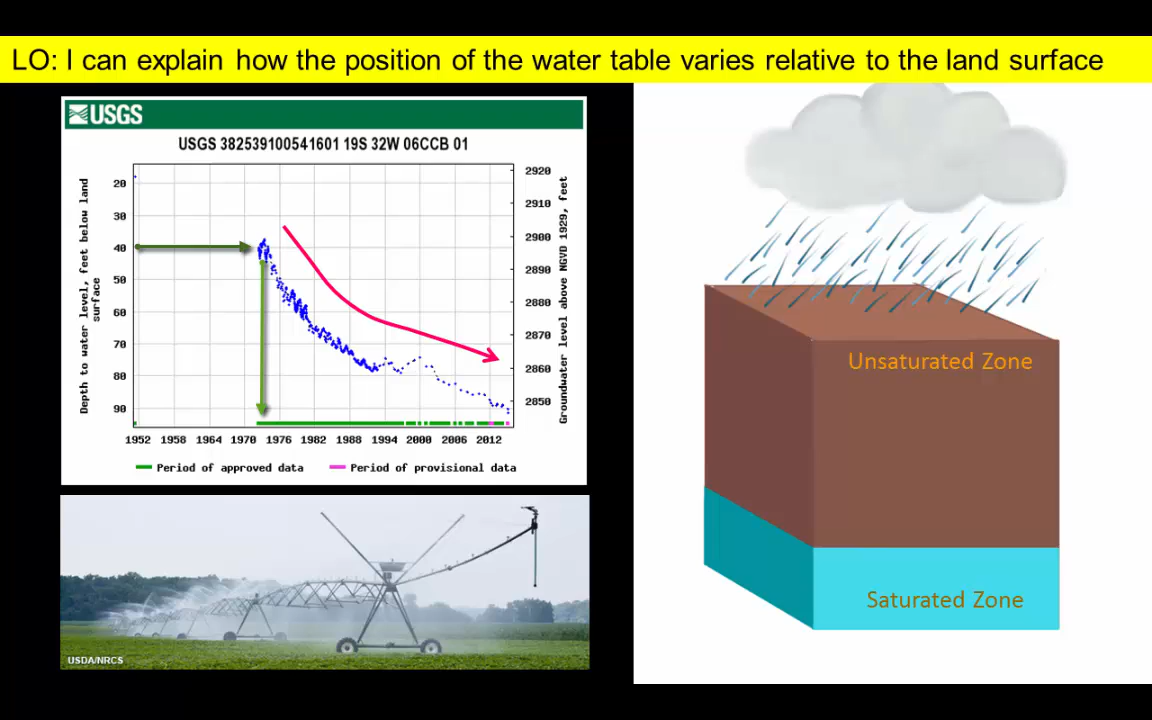 LO: I can explain how the position of the water table varies relative to the land surface
USGS
USGS 382539100541601 19S 32W 06CCB 01
Depth to water level, feet below land
surface
20
30
40
50
60
70
80
90
2920
2910
2900
2890
2880
2870
2860
2850
Groundwater level above NGVD 1929, feet
1952 1958 1964 1970 1976 1982 1988 1994 2000 2006 2012
Period of approved data Period of provisional data
USDA/NRCS
Unsaturated Zone
Saturated Zone